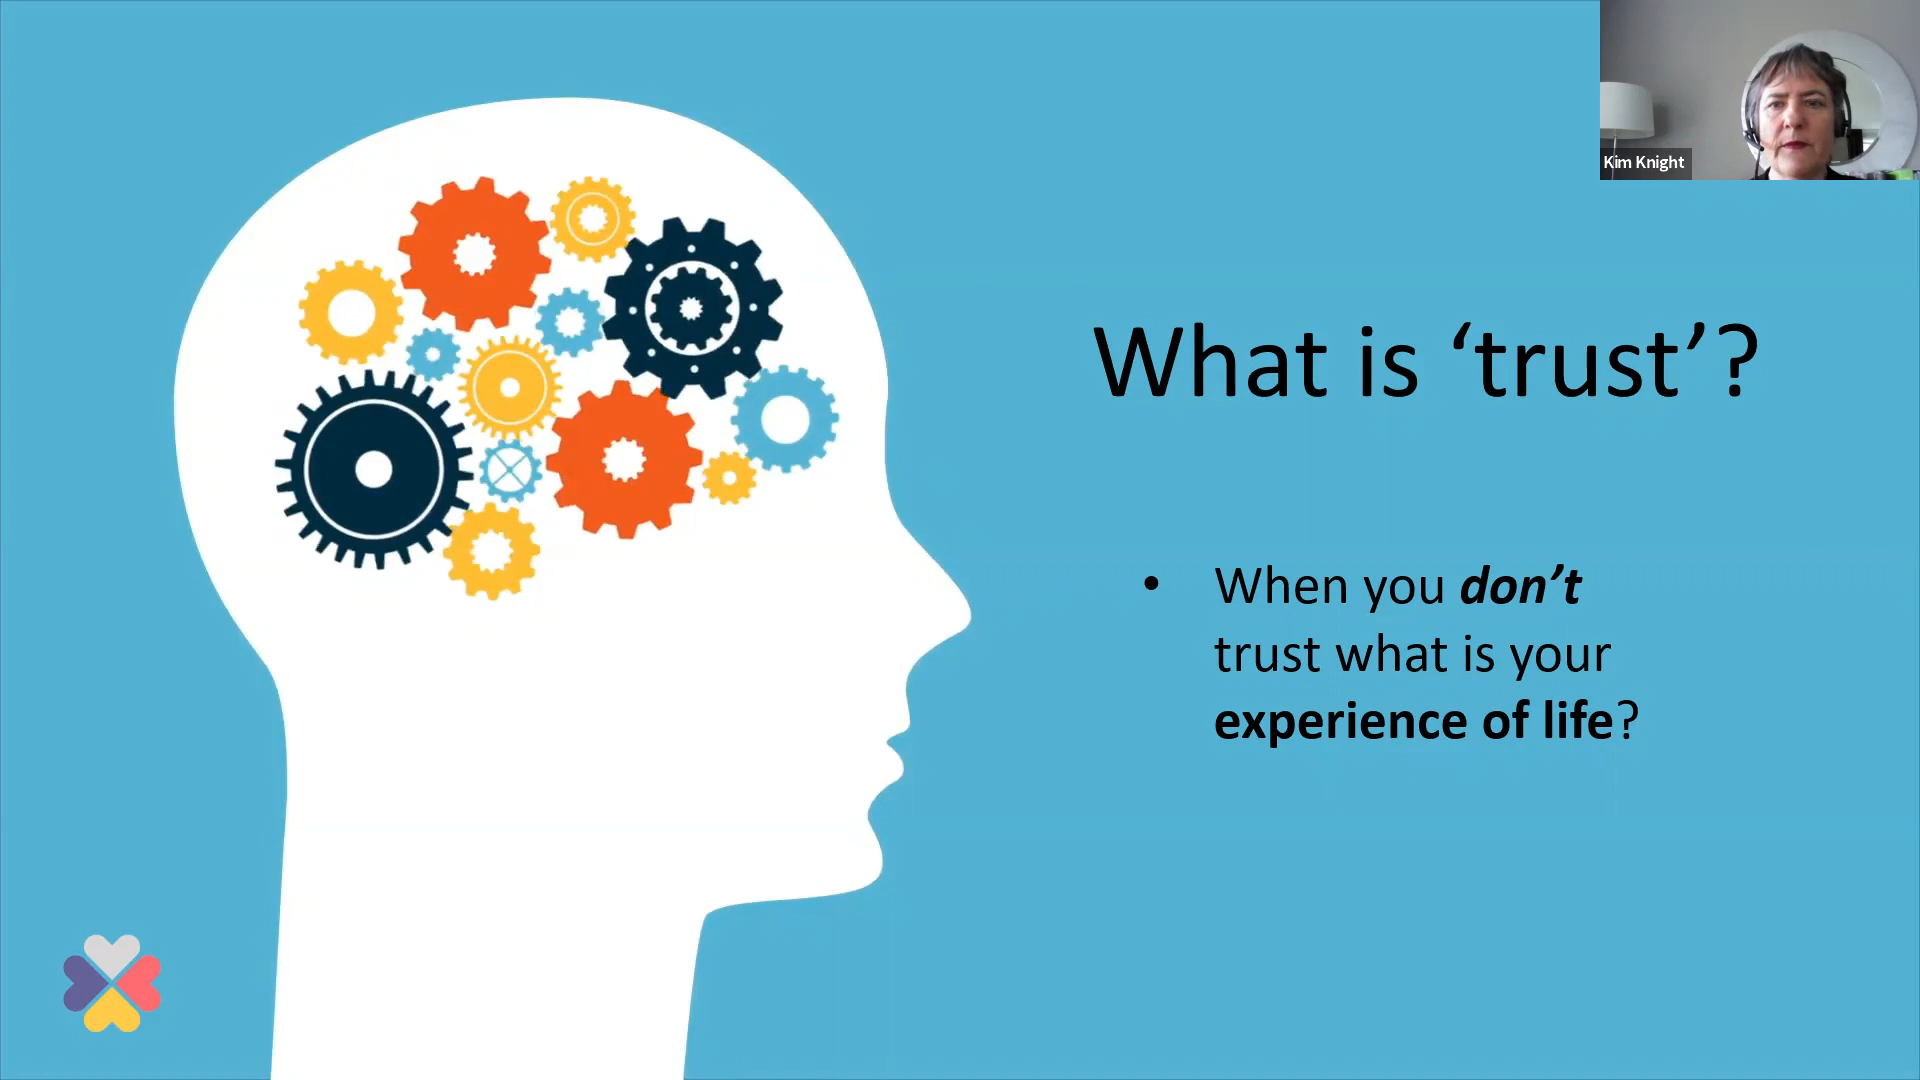 Kim Knight
What is ‘trust’?
• When you don’t
trust what is your
experience of life?